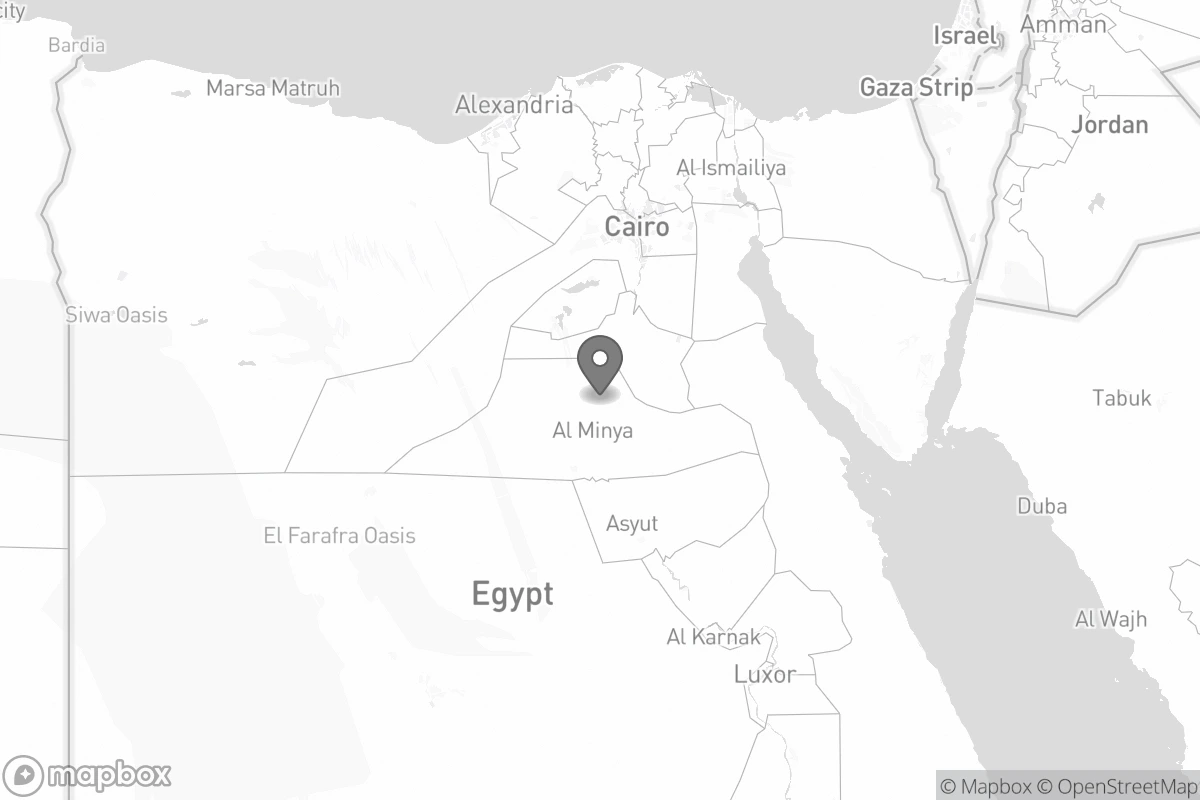 city
Bardia
Marsa Matruh
Alexandria
Israel
Amman
Gaza Strip
Jordan
Al Ismailiya
Cairo
Siwa Oasis
Tabuk
Al Minya
Duba
Asyut
El Farafra Oasis
Egypt
Al Wajh
Al Karnak
Luxor
mapbox
© Mapbox © OpenStreetMap